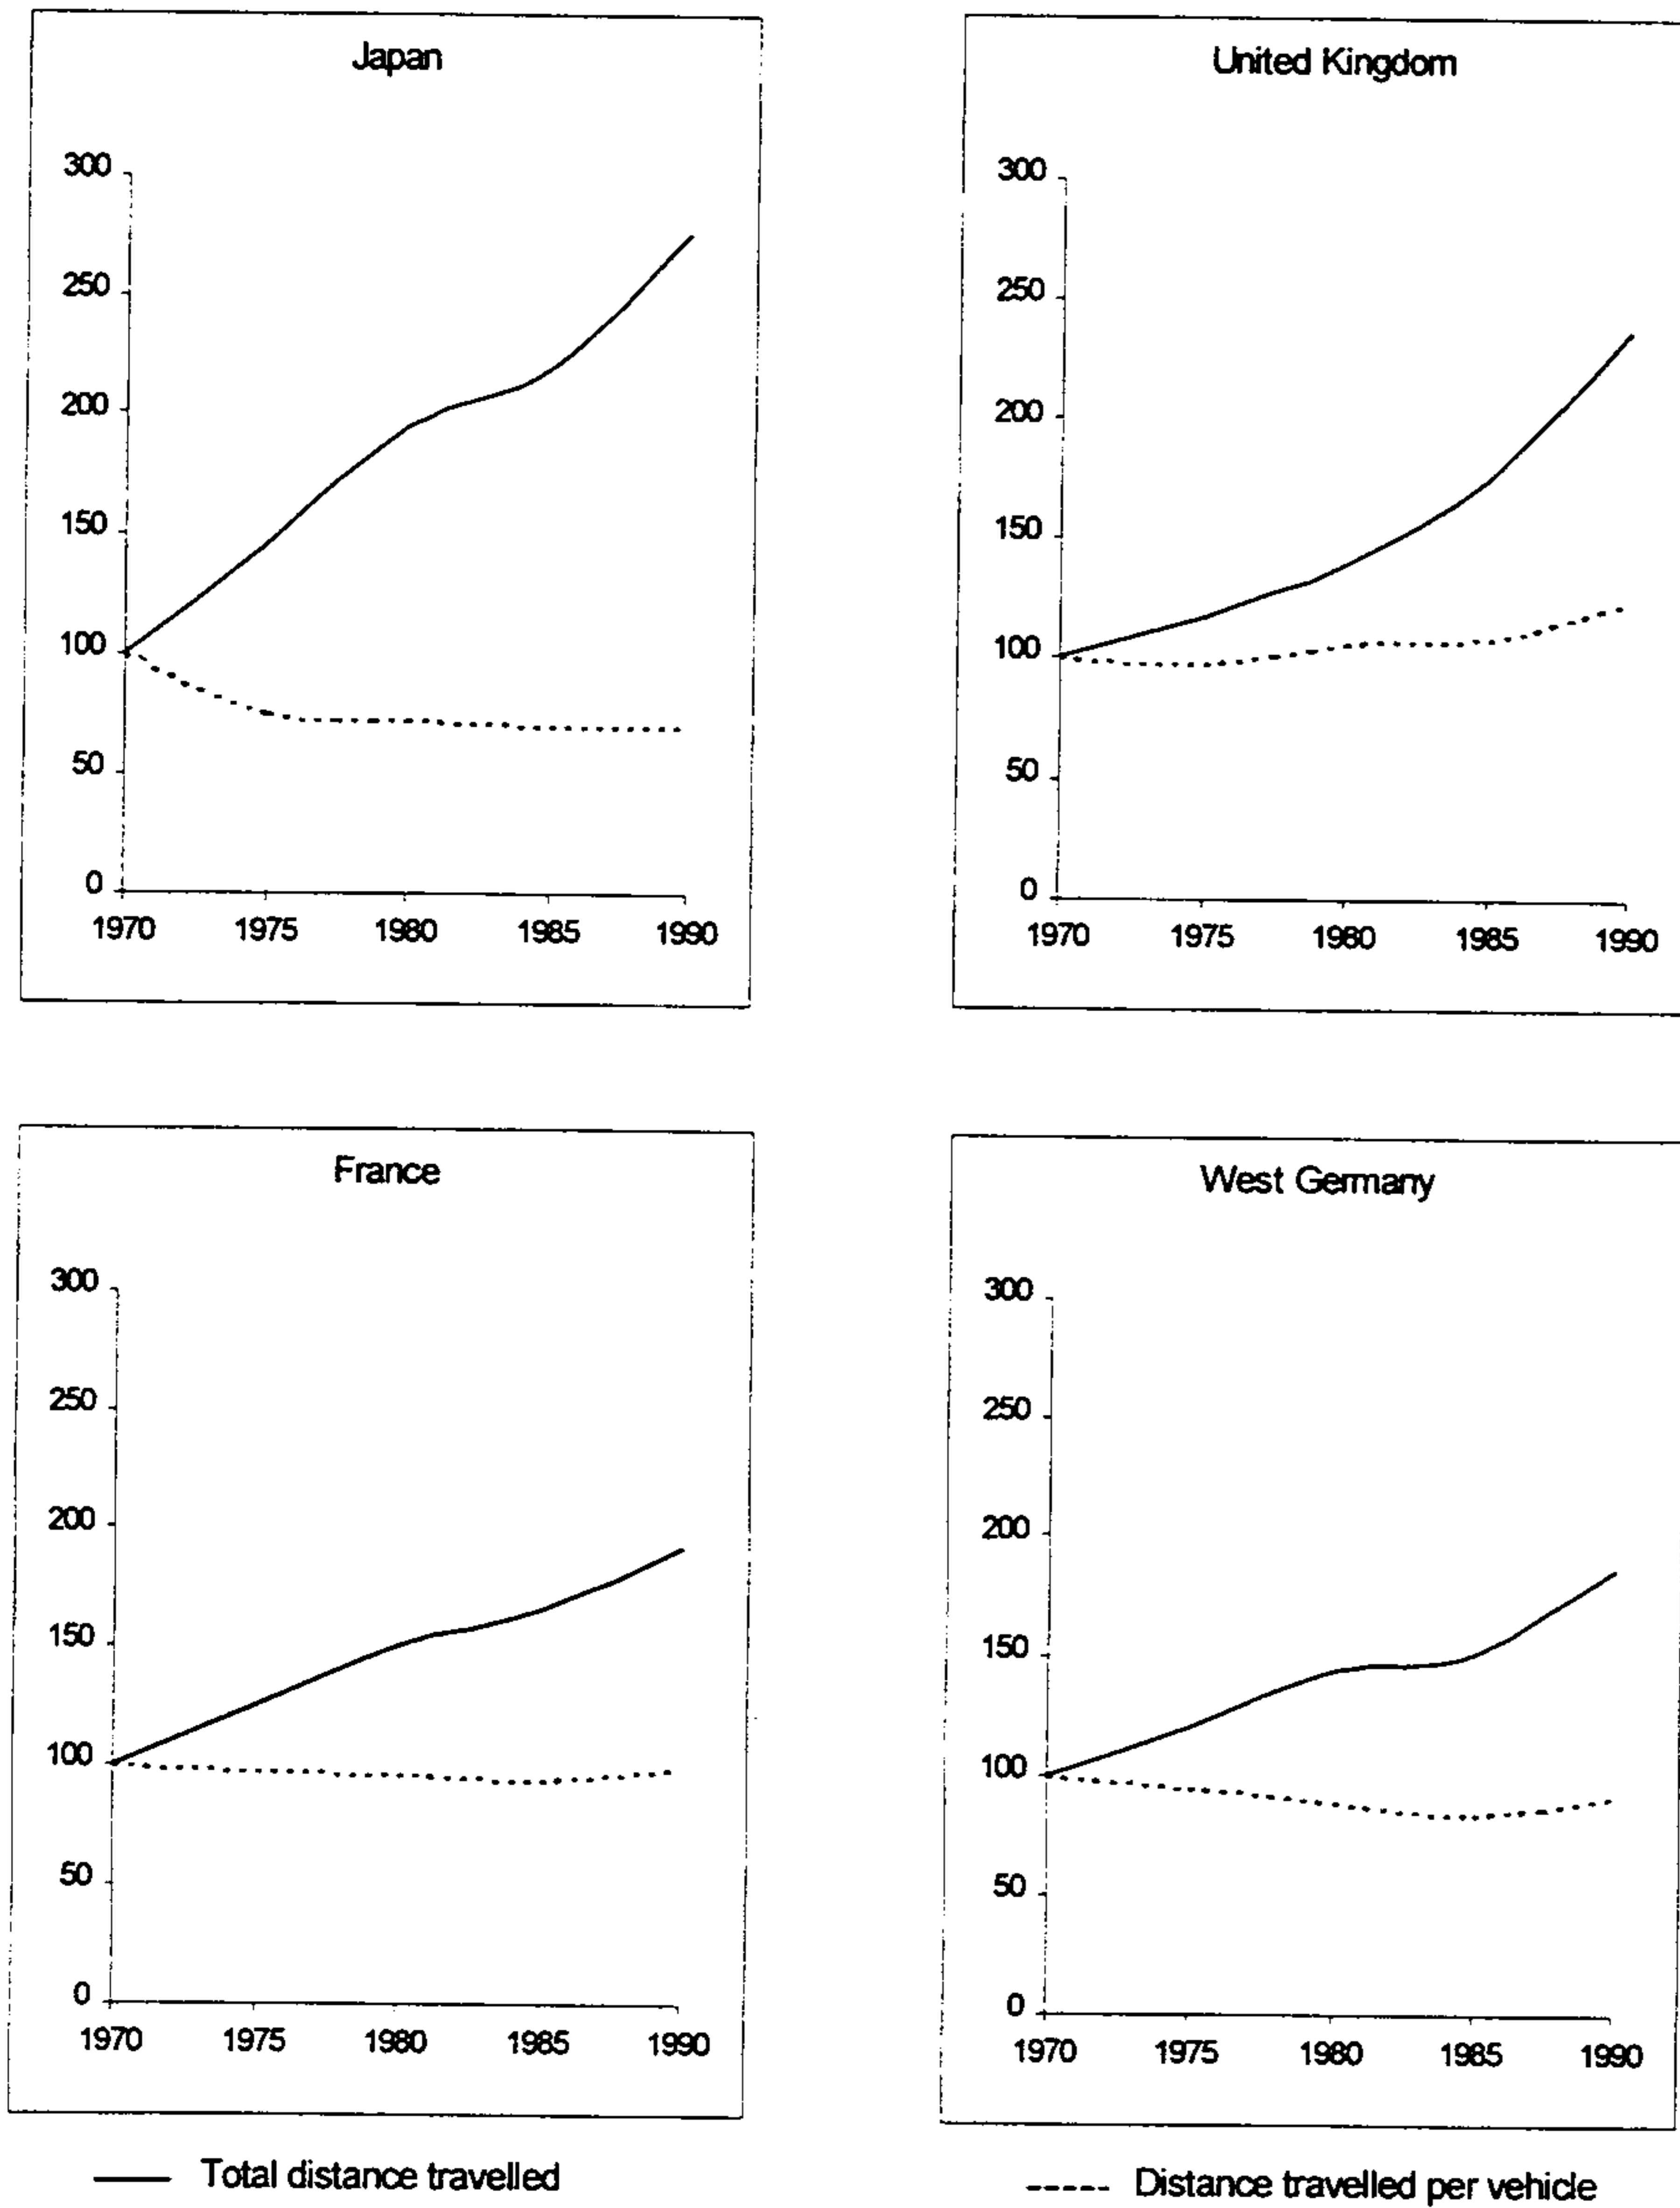 Japan
300
250
200
150
100
50
0
1970 1975 1980 1985 1990
United Kingdom
300
250
200
150
100
50
0
1970 1975 1980 1985 1990
France
300
250
200
150
100
50
0
1970 1975 1980 1985 1990
West Germany
300
250
200
150
100
50
0
1970 1975 1980 1985 1990
Total distance travelled
Distance travelled per vehicle